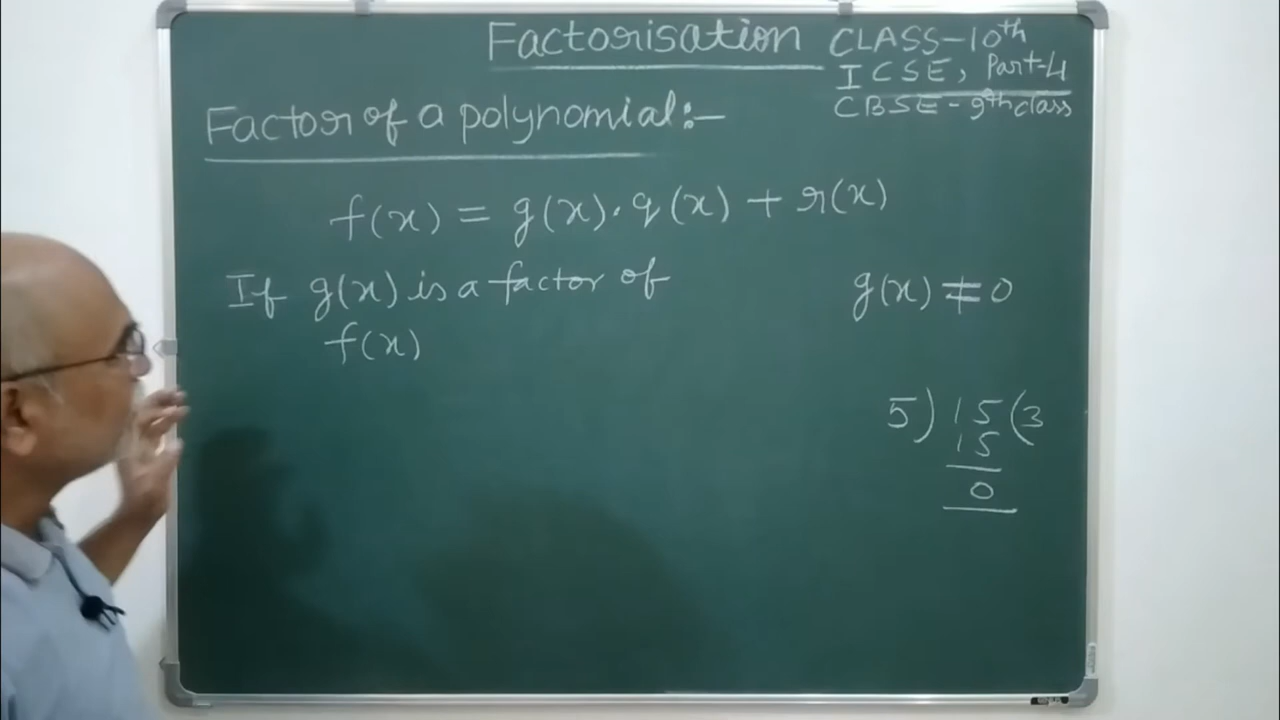 Factorisation CLASS-10th
ICSE, Part-4
CBSE-9th class
Factor of a polynomial:-
f(x) = g(x).q(x) + r(x)
If g(x) is a factor of
f(x)
g(x) ≠ 0
5) 15 (3
15
0